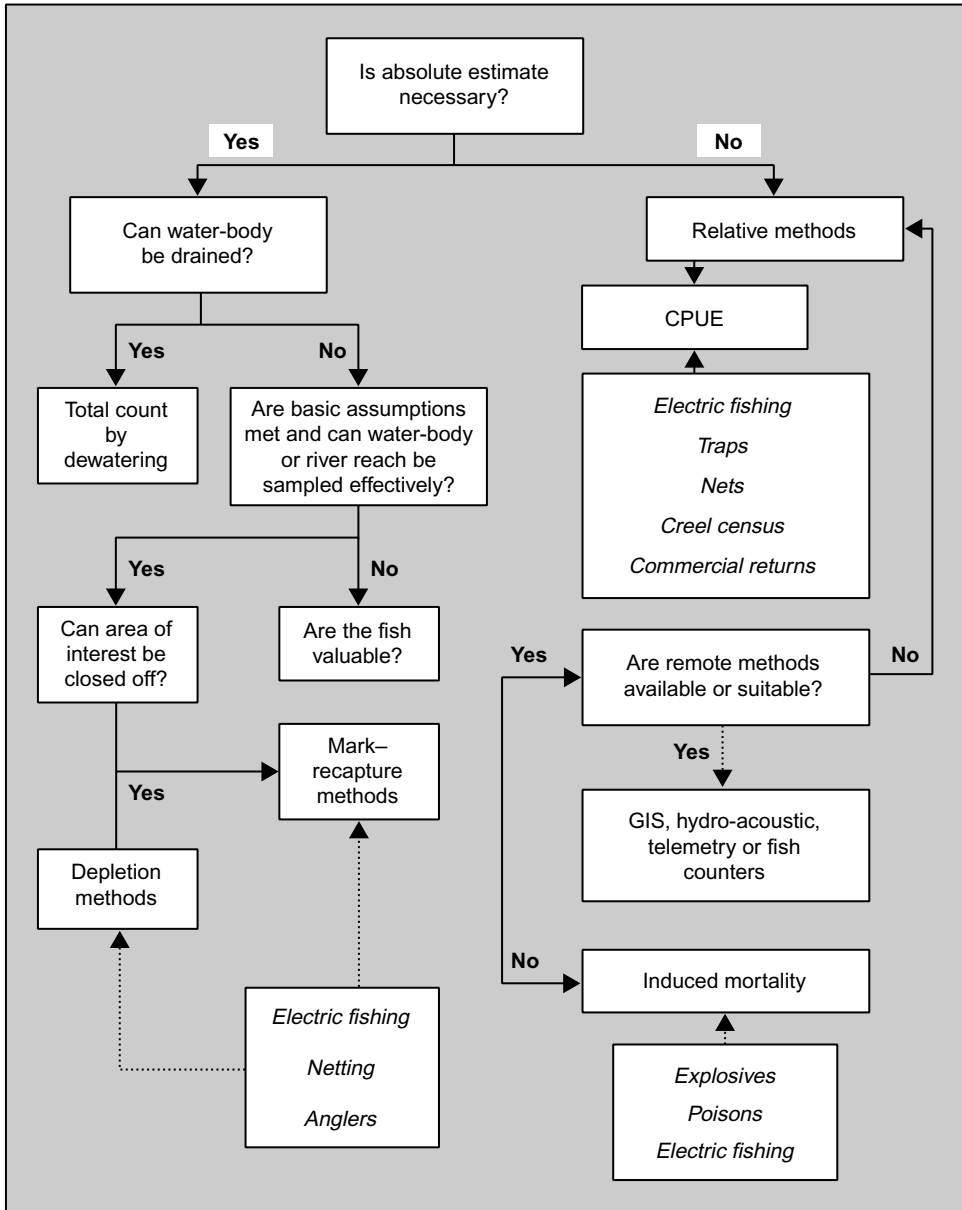 Is absolute estimate
necessary?
Yes
No
Can water-body
be drained?
Relative methods
CPUE
Yes
No
Total count
by
dewatering
Are basic assumptions
met and can water-body
or river reach be
sampled effectively?
Electric fishing
Traps
Nets
Creel census
Commercial returns
Yes
No
Can area of
interest be
closed off?
Are the fish
valuable?
Yes
Are remote methods
available or suitable?
No
Mark–
recapture
methods
Yes
Yes
GIS, hydro-acoustic,
telemetry or fish
counters
Depletion
methods
No
Induced mortality
Electric fishing
Netting
Anglers
Explosives
Poisons
Electric fishing